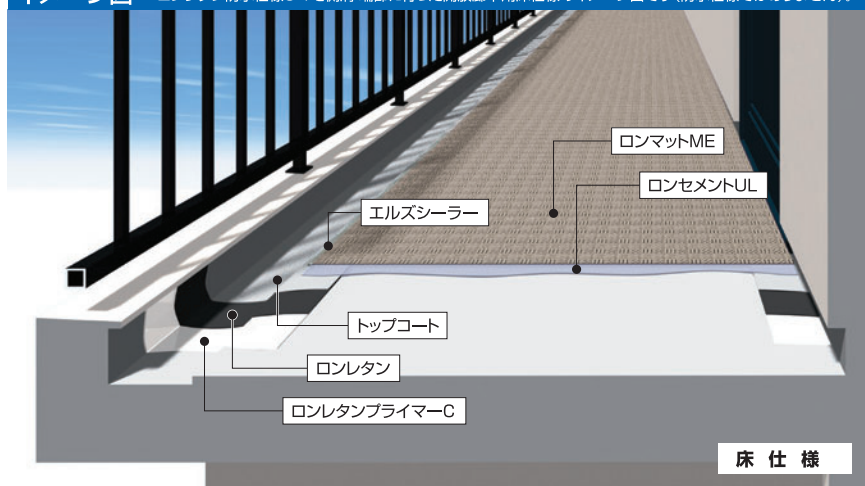 ロンマットME
ロンセメントUL
エルズシーラー
トップコート
ロンレタン
ロンレタンプライマーC
床仕様